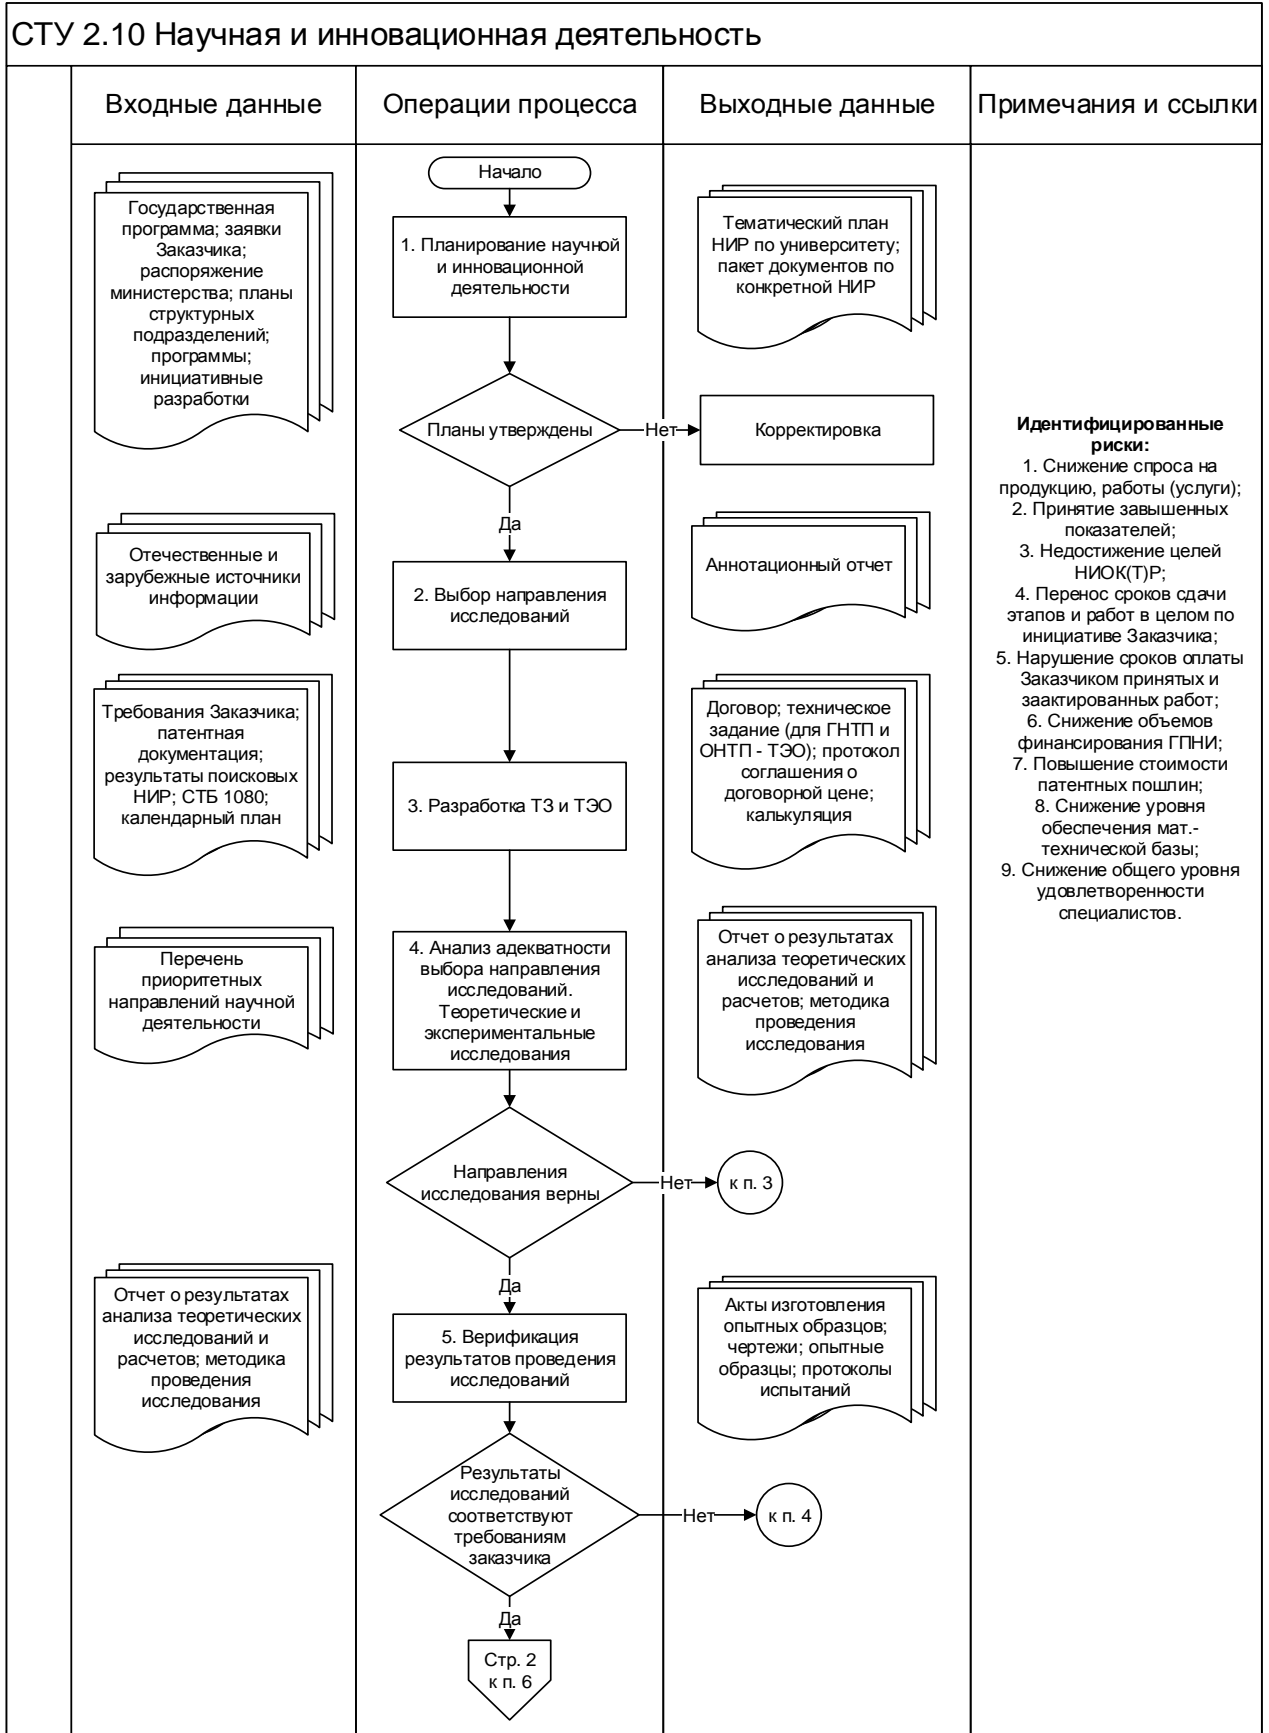 СТУ 2.10 Научная и инновационная деятельность
Входные данные
Операции процесса
Выходные данные
Примечания и ссылки
Начало
Государственная
программа; заявки
Заказчика;
распоряжение
министерства; планы
структурных
подразделений;
программы;
инициативные
разработки
1. Планирование научной
и инновационной
деятельности
Тематический план
НИР по университету;
пакет документов по
конкретной НИР
Планы утверждены
Нет
Корректировка
Да
Отечественные и
зарубежные источники
информации
2. Выбор направления
исследований
Аннотационный отчет
Требования Заказчика;
патентная
документация;
результаты поисковых
НИР; СТБ 1080;
календарный план
3. Разработка ТЗ и ТЭО
Договор; техническое
задание (для ГНТП и
ОНТП - ТЭО); протокол
соглашения о
договорной цене;
калькуляция
Перечень
приоритетных
направлений научной
деятельности
4. Анализ адекватности
выбора направления
исследований.
Теоретические и
экспериментальные
исследования
Отчет о результатах
анализа теоретических
исследований и
расчетов; методика
проведения
исследования
Направления
исследования верны
Нет
к п. 3
Да
Отчет о результатах
анализа теоретических
исследований и
расчетов; методика
проведения
исследования
5. Верификация
результатов проведения
исследований
Акты изготовления
опытных образцов;
чертежи; опытные
образцы; протоколы
испытаний
Результаты
исследований
соответствуют
требованиям
заказчика
Нет
к п. 4
Да
Стр. 2
к п. 6
Идентифицированные
риски:
1. Снижение спроса на
продукцию, работы (услуги);
2. Принятие завышенных
показателей;
3. Недостижение целей
НИОК(Т)Р;
4. Перенос сроков сдачи
этапов и работ в целом по
инициативе Заказчика;
5. Нарушение сроков оплаты
Заказчиком принятых и
заактированных работ;
6. Снижение объемов
финансирования ГПНИ;
7. Повышение стоимости
патентных пошлин;
8. Снижение уровня
обеспечения мат.-
технической базы;
9. Снижение общего уровня
удовлетворенности
специалистов.